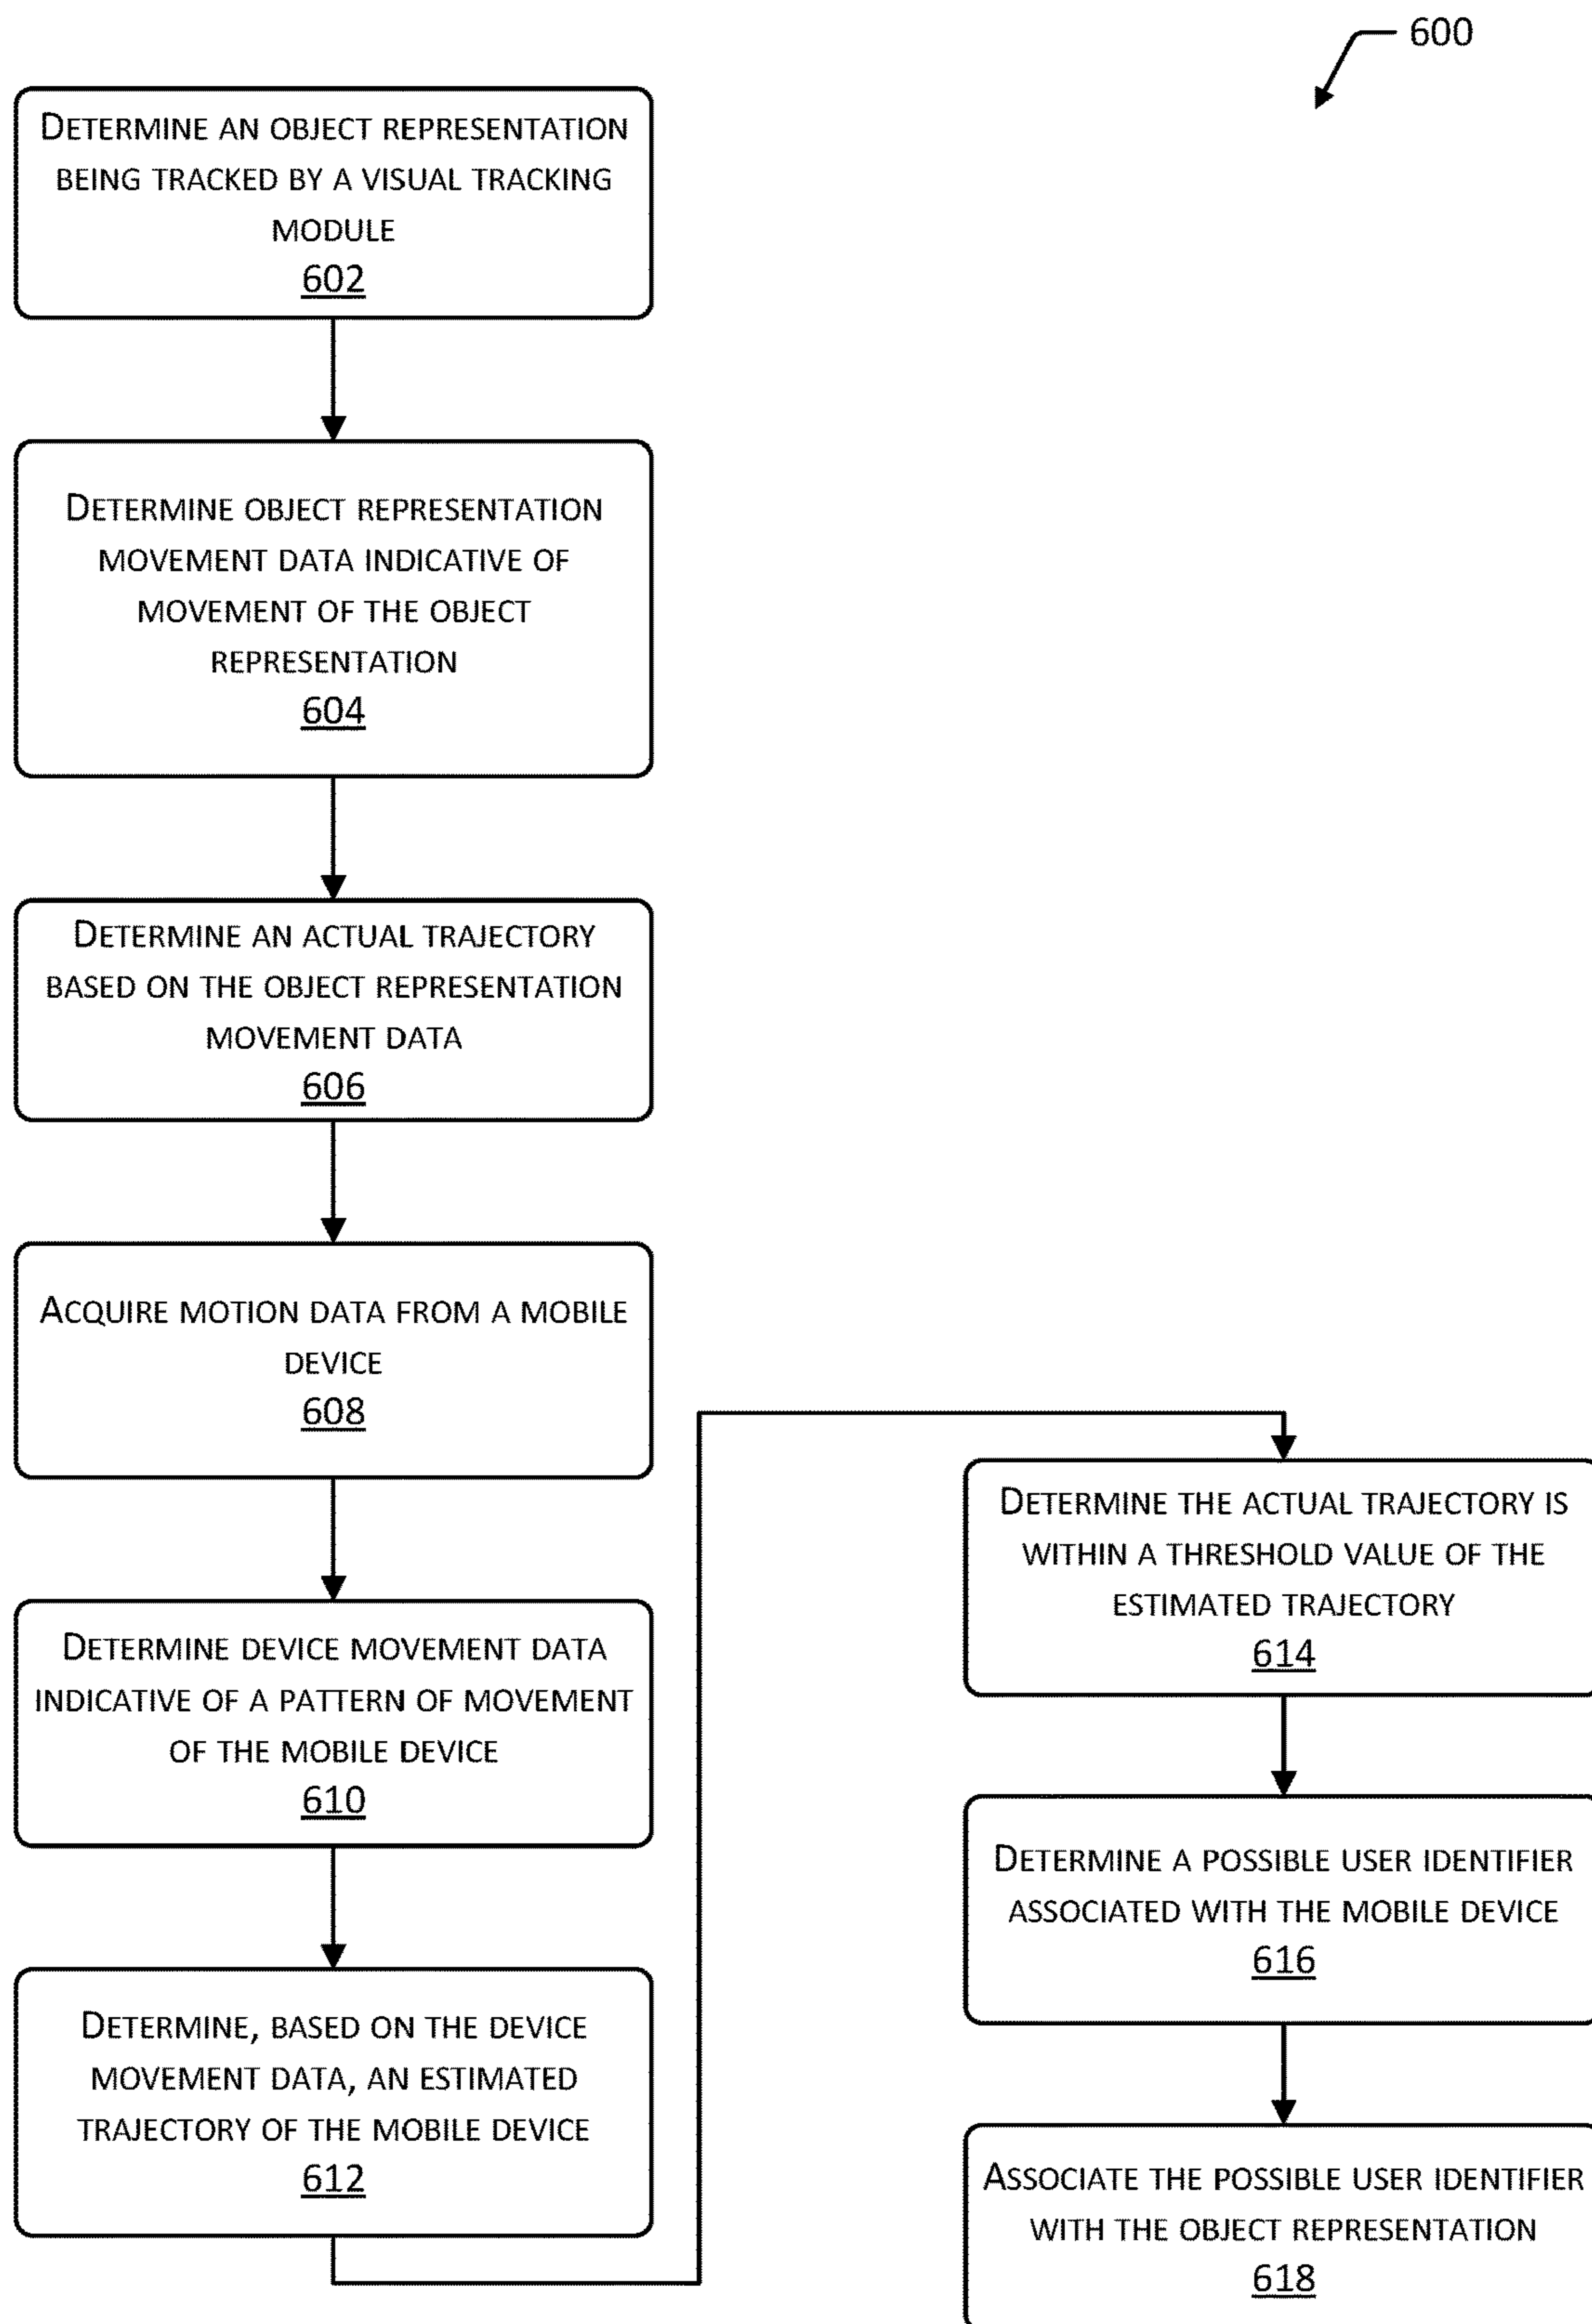 600
DETERMINE AN OBJECT REPRESENTATION
BEING TRACKED BY A VISUAL TRACKING
MODULE
602
DETERMINE OBJECT REPRESENTATION
MOVEMENT DATA INDICATIVE OF
MOVEMENT OF THE OBJECT
REPRESENTATION
604
DETERMINE AN ACTUAL TRAJECTORY
BASED ON THE OBJECT REPRESENTATION
MOVEMENT DATA
606
ACQUIRE MOTION DATA FROM A MOBILE
DEVICE
608
DETERMINE DEVICE MOVEMENT DATA
INDICATIVE OF A PATTERN OF MOVEMENT
OF THE MOBILE DEVICE
610
DETERMINE, BASED ON THE DEVICE
MOVEMENT DATA, AN ESTIMATED
TRAJECTORY OF THE MOBILE DEVICE
612
DETERMINE THE ACTUAL TRAJECTORY IS
WITHIN A THRESHOLD VALUE OF THE
ESTIMATED TRAJECTORY
614
DETERMINE A POSSIBLE USER IDENTIFIER
ASSOCIATED WITH THE MOBILE DEVICE
616
ASSOCIATE THE POSSIBLE USER IDENTIFIER
WITH THE OBJECT REPRESENTATION
618